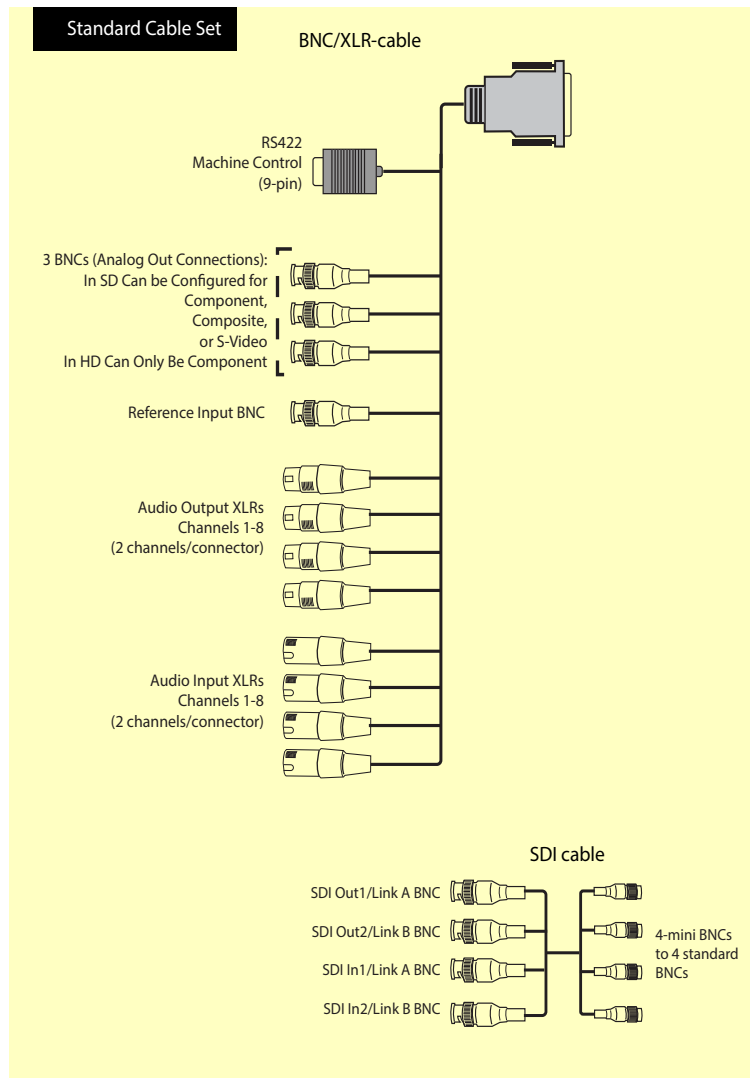 Standard Cable Set
BNC/XLR-cable
RS422
Machine Control
(9-pin)
3 BNCs (Analog Out Connections):
In SD Can be Configured for
Component,
Composite,
or S-Video
In HD Can Only Be Component
Reference Input BNC
Audio Output XLRs
Channels 1-8
(2 channels/connector)
Audio Input XLRs
Channels 1-8
(2 channels/connector)
SDI cable
SDI Out1/Link A BNC
SDI Out2/Link B BNC
SDI In1/Link A BNC
SDI In2/Link B BNC
4-mini BNCs
to 4 standard
BNCs